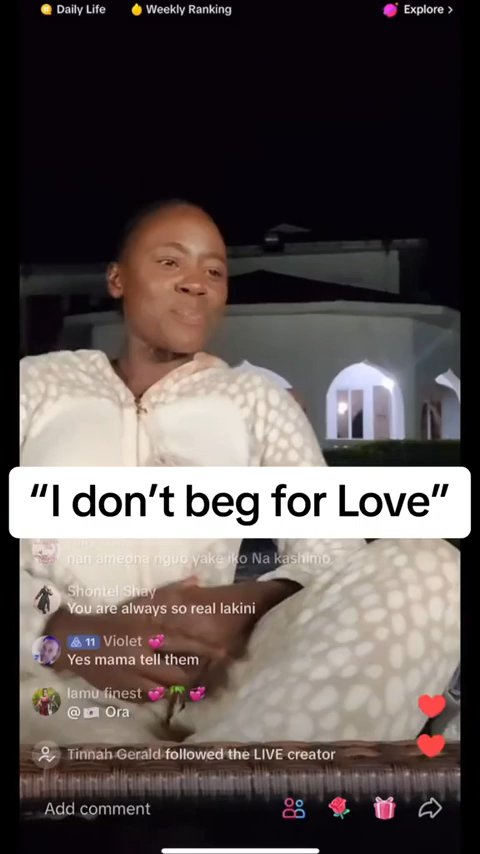 Daily Life
Weekly Ranking
Explore >
“I don’t beg for Love”
nan ameona nguo yake iko Na kashimo
Shontel Shay
You are always so real lakini
11 Violet
Yes mama tell them
lamu finest
@ Ora
Tinnah Gerald followed the LIVE creator
Add comment